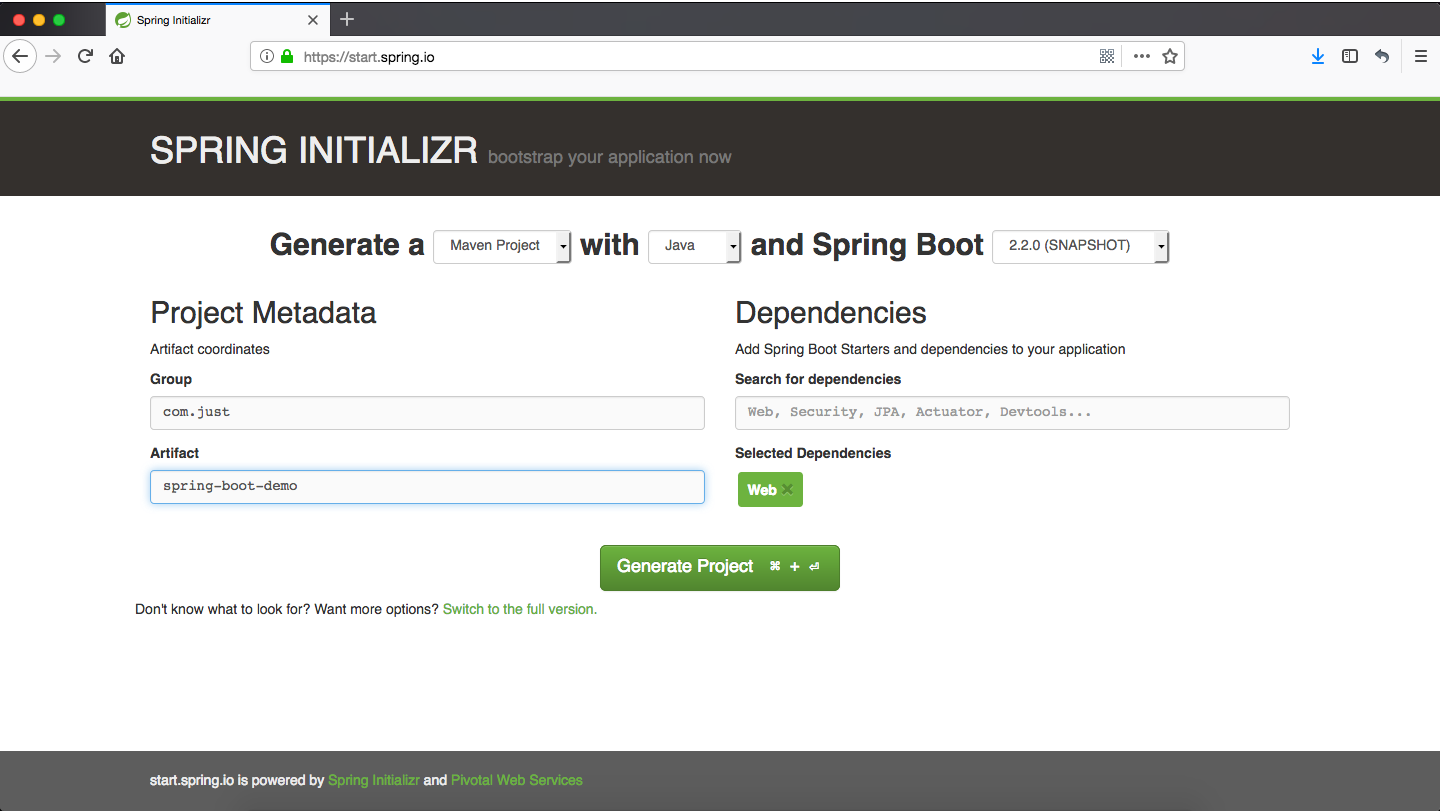 Spring Initializr
https://start.spring.io
SPRING INITIALIZR bootstrap your application now
Generate a Maven Project with Java and Spring Boot 2.2.0 (SNAPSHOT)
Project Metadata
Artifact coordinates
Group
com.just
Artifact
spring-boot-demo
Dependencies
Add Spring Boot Starters and dependencies to your application
Search for dependencies
Web, Security, JPA, Actuator, Devtools...
Selected Dependencies
Web
Generate Project ⌘ + ⏎
Don't know what to look for? Want more options? Switch to the full version.
start.spring.io is powered by Spring Initializr and Pivotal Web Services